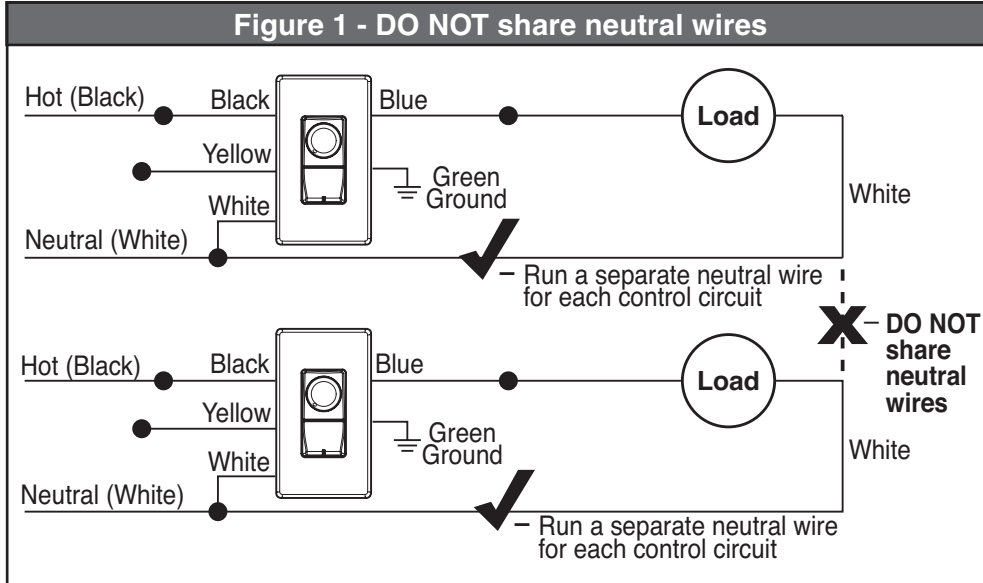 Figure 1 - DO NOT share neutral wires
Hot (Black)
Black
Blue
Load
Yellow
Green
Ground
White
White
Neutral (White)
– Run a separate neutral wire
for each control circuit
– DO NOT
share
neutral
wires
Hot (Black)
Black
Blue
Load
Yellow
Green
Ground
White
White
Neutral (White)
– Run a separate neutral wire
for each control circuit